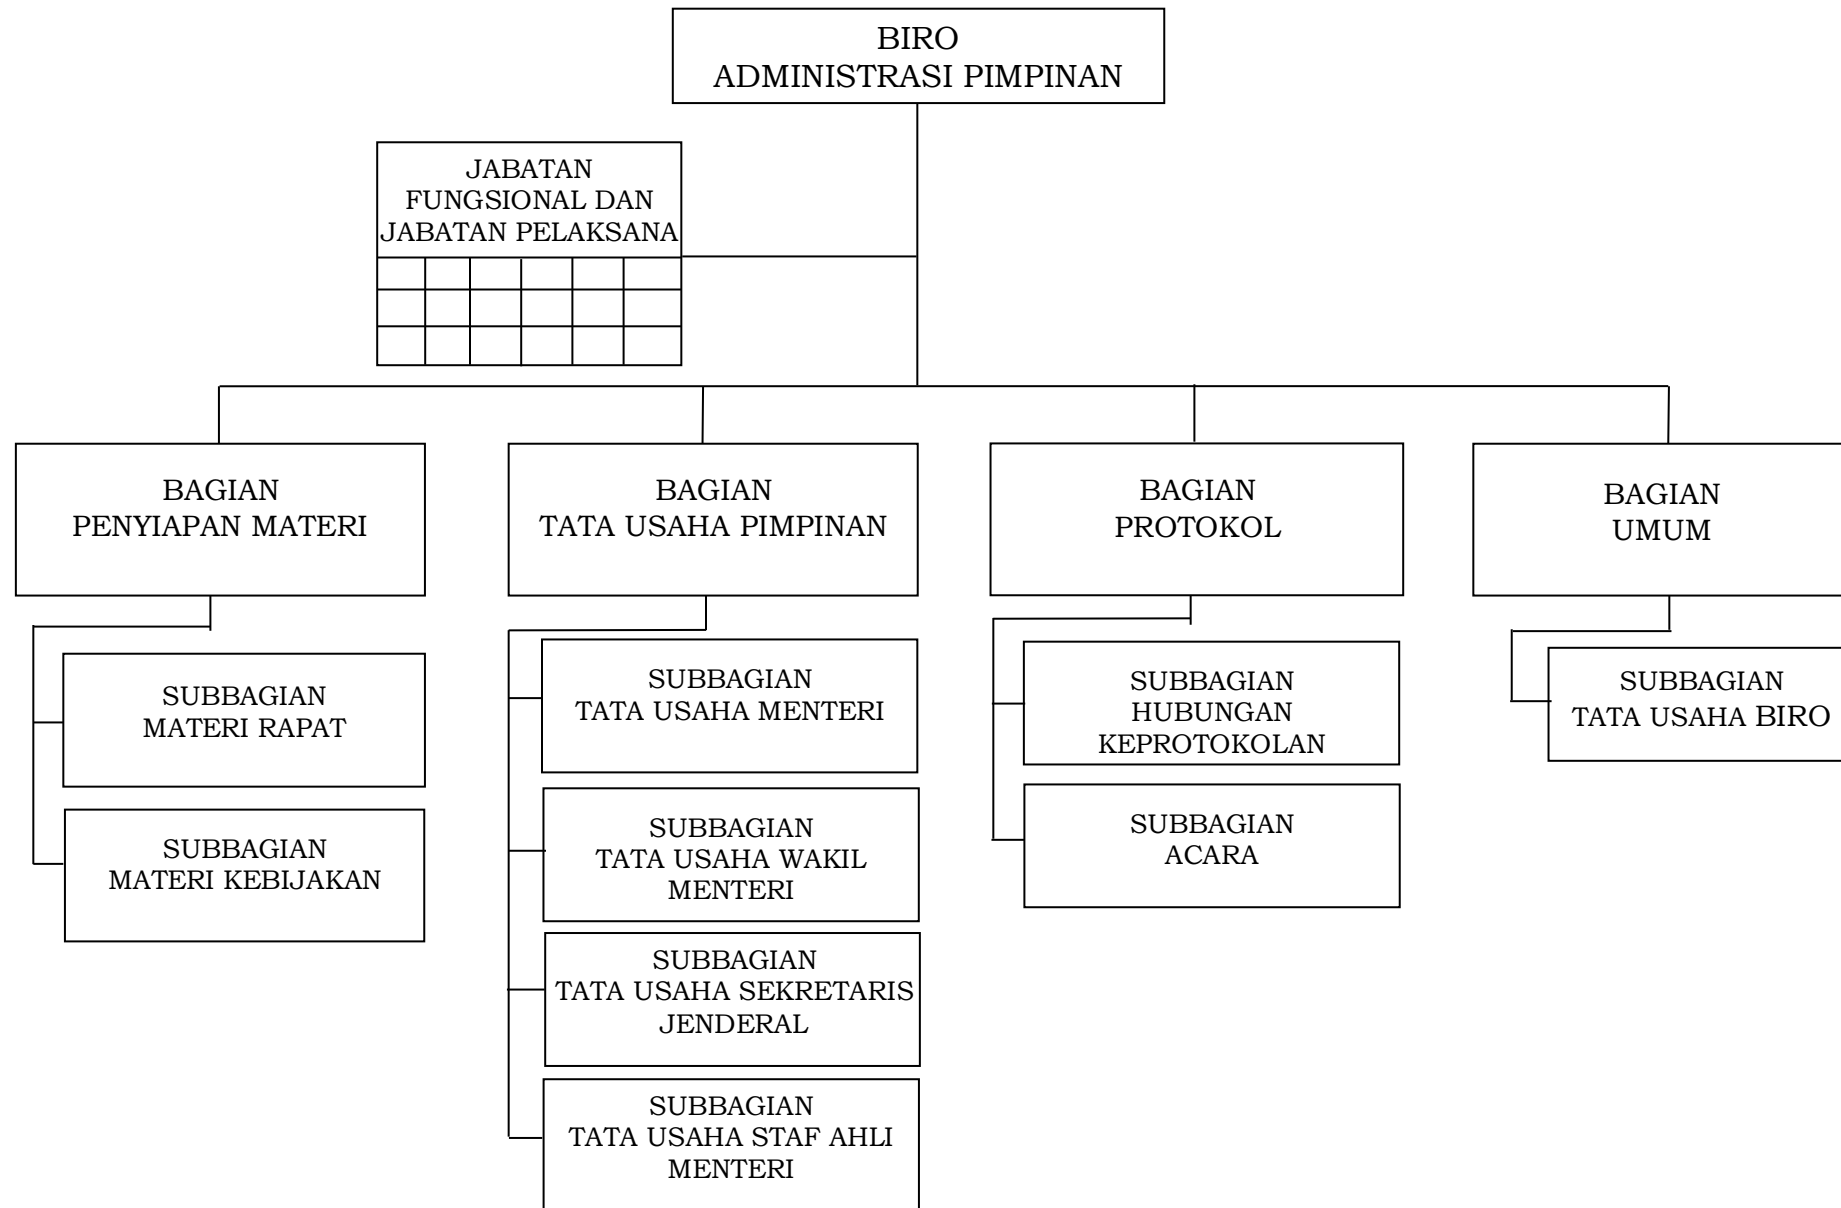 BIRO
ADMINISTRASI PIMPINAN
JABATAN
FUNGSIONAL DAN
JABATAN PELAKSANA
BAGIAN
PENYIAPAN MATERI
BAGIAN
TATA USAHA PIMPINAN
BAGIAN
PROTOKOL
BAGIAN
UMUM
SUBBAGIAN
MATERI RAPAT
SUBBAGIAN
MATERI KEBIJAKAN
SUBBAGIAN
TATA USAHA MENTERI
SUBBAGIAN
TATA USAHA WAKIL
MENTERI
SUBBAGIAN
TATA USAHA SEKRETARIS
JENDERAL
SUBBAGIAN
TATA USAHA STAF AHLI
MENTERI
SUBBAGIAN
HUBUNGAN
KEPROTOKOLAN
SUBBAGIAN
ACARA
SUBBAGIAN
TATA USAHA BIRO